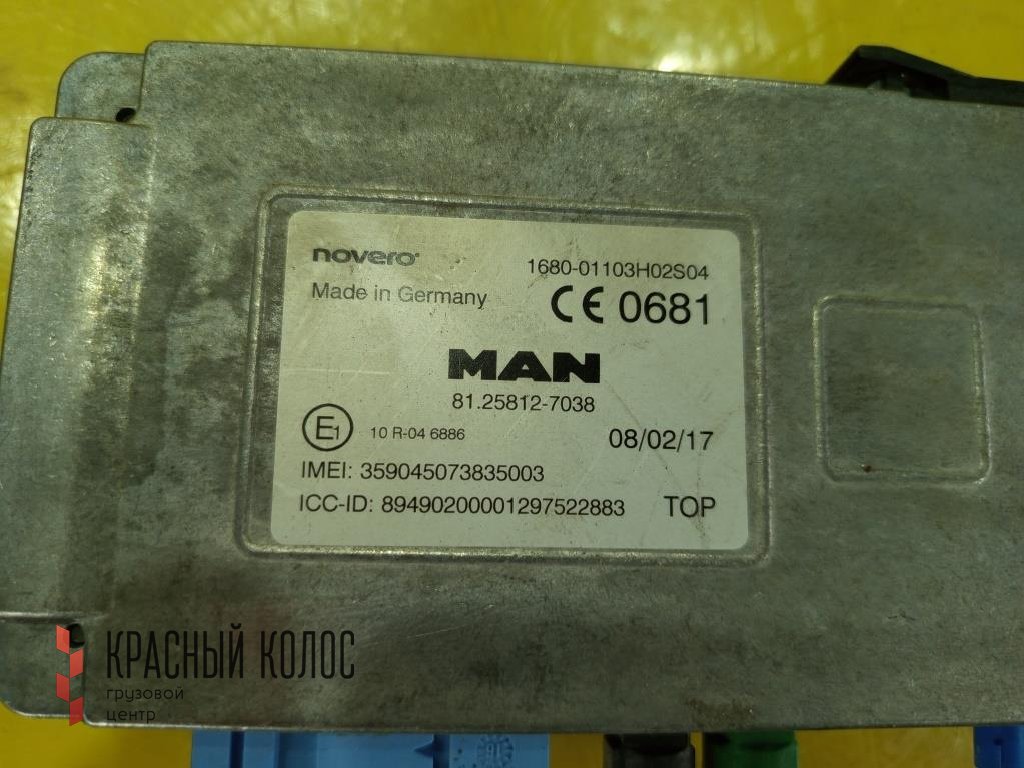 novero
1680-01103H02S04
Made in Germany
CE 0681
MAN
81.25812-7038
E1
10 R-04 6886
08/02/17
IMEI: 359045073835003
ICC-ID: 89490200001297522883
TOP
КРАСНЫЙ КОЛОС
грузовой
центр